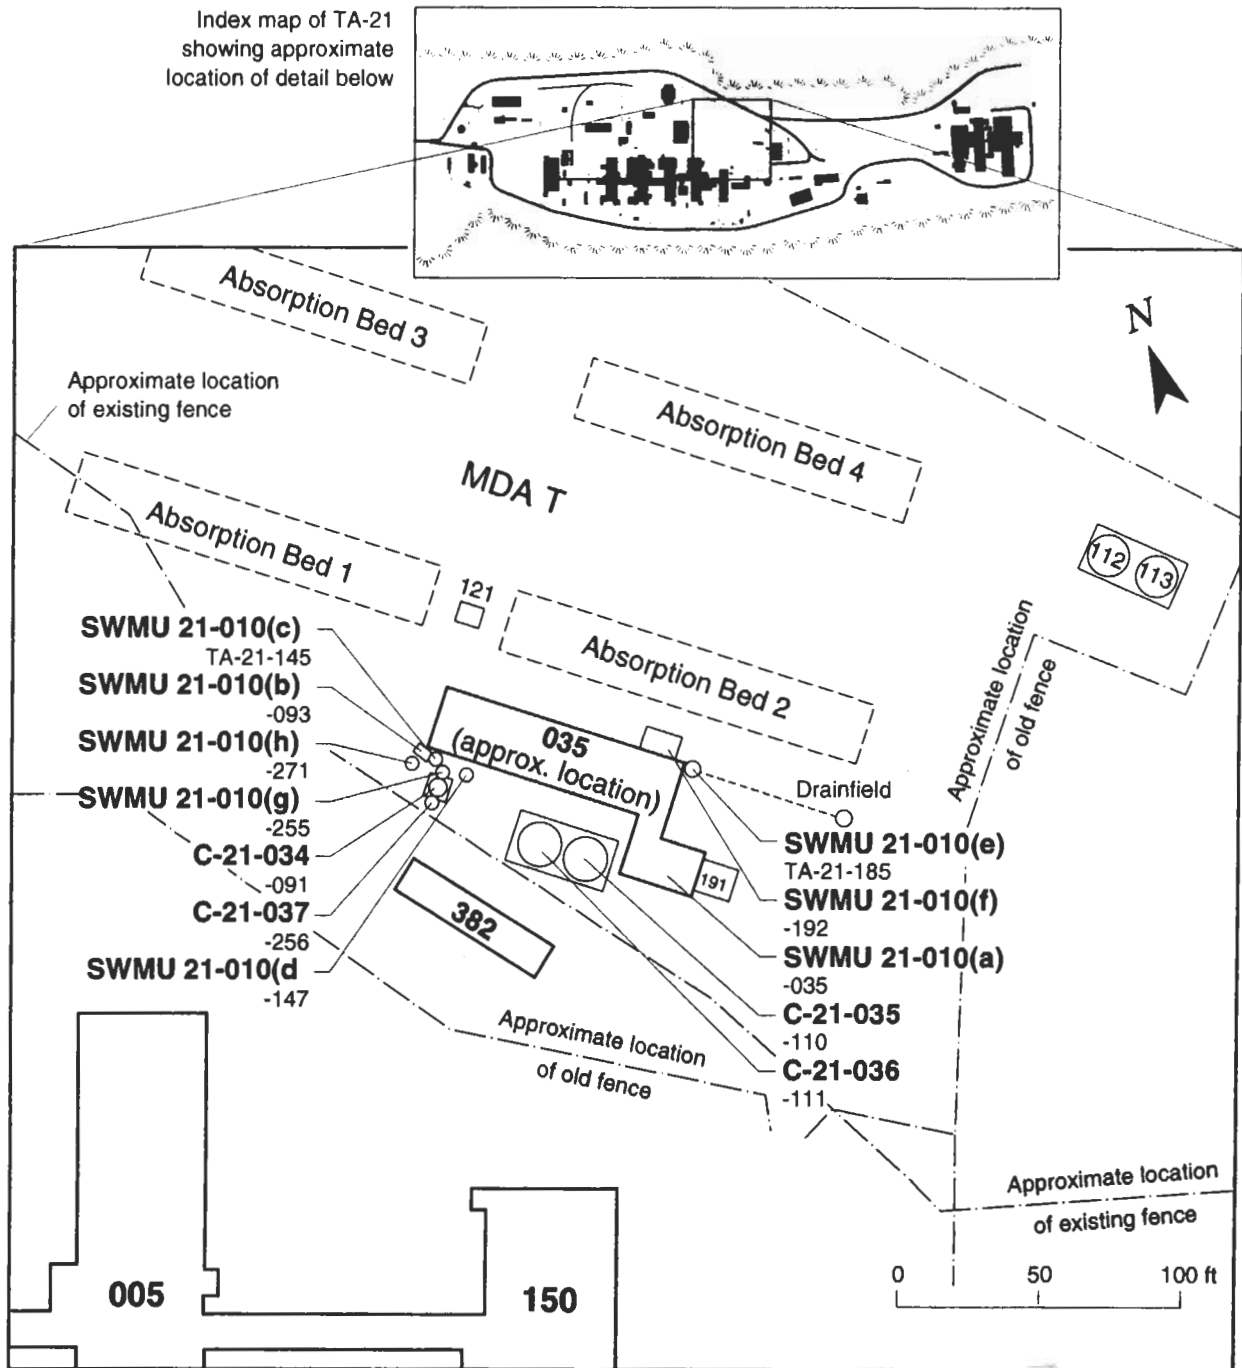 Index map of TA-21
showing approximate
location of detail below
N
Absorption Bed 3
Approximate location
of existing fence
Absorption Bed 4
MDA T
Absorption Bed 1
112
113
121
SWMU 21-010(c)
TA-21-145
SWMU 21-010(b)
-093
SWMU 21-010(h)
-271
SWMU 21-010(g)
-255
C-21-034
-091
C-21-037
-256
SWMU 21-010(d
-147
Absorption Bed 2
035
(approx. location)
Approximate location
of old fence
Drainfield
191
382
SWMU 21-010(e)
TA-21-185
SWMU 21-010(f)
-192
SWMU 21-010(a)
-035
C-21-035
-110
C-21-036
-111
Approximate location
of old fence
Approximate location
of existing fence
005
150
0 50 100 ft